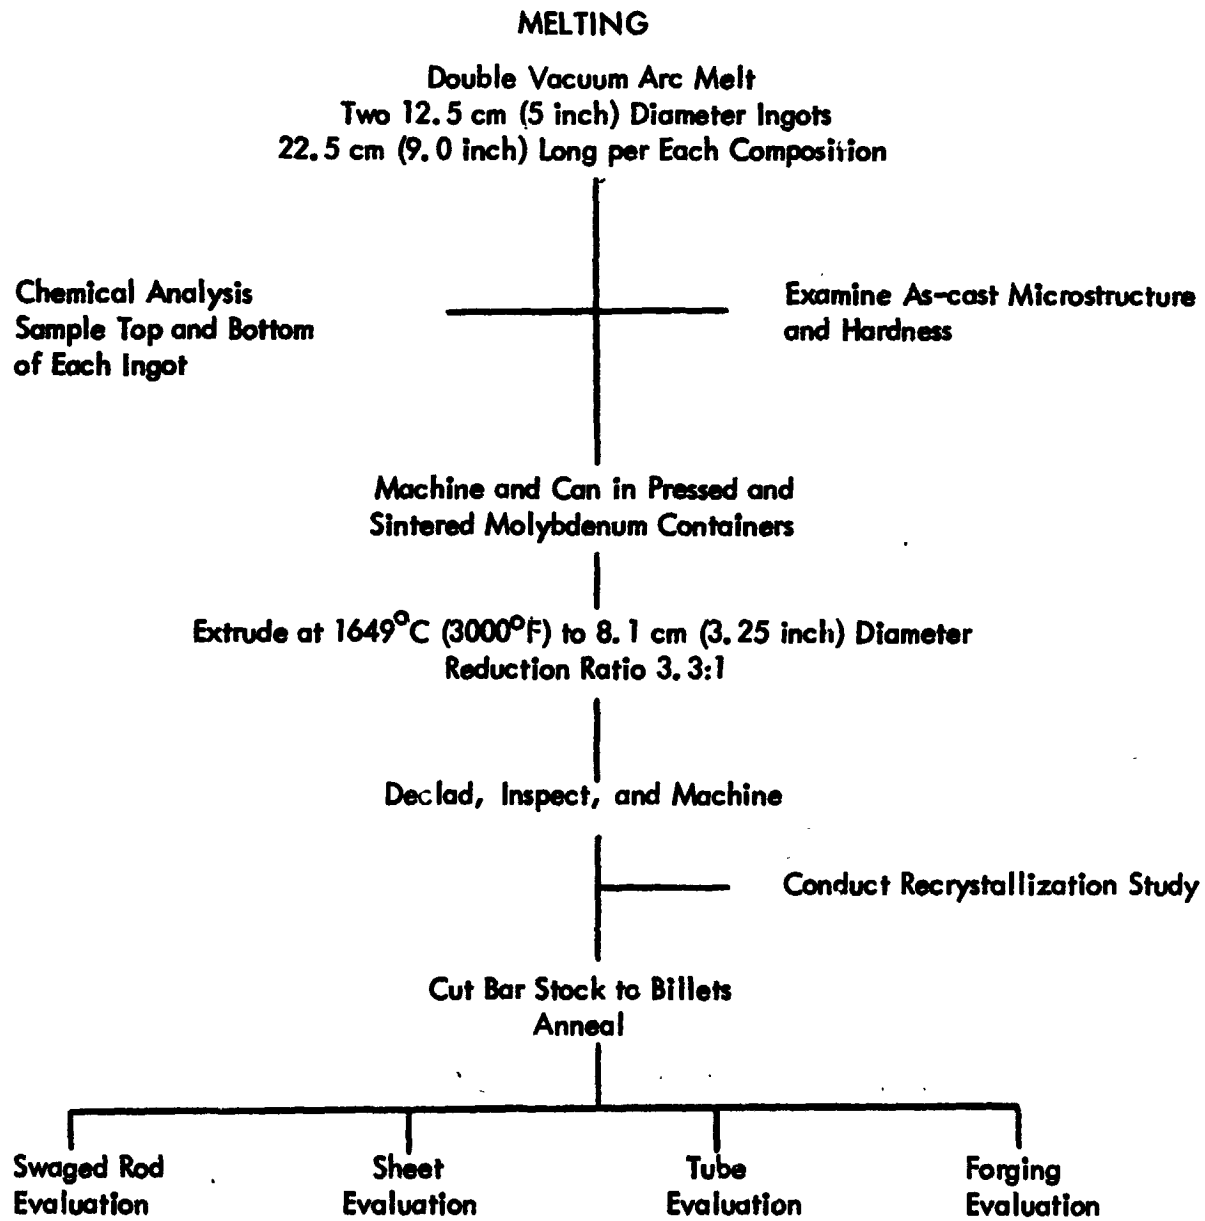 MELTING
Double Vacuum Arc Melt
Two 12.5 cm (5 inch) Diameter Ingots
22.5 cm (9.0 inch) Long per Each Composition
Chemical Analysis
Sample Top and Bottom
of Each Ingot
Examine As-cast Microstructure
and Hardness
Machine and Can in Pressed and
Sintered Molybdenum Containers
Extrude at 1649°C (3000°F) to 8.1 cm (3.25 inch) Diameter
Reduction Ratio 3.3:1
Declad, Inspect, and Machine
Conduct Recrystallization Study
Cut Bar Stock to Billets
Anneal
Swaged Rod
Evaluation
Sheet
Evaluation
Tube
Evaluation
Forging
Evaluation